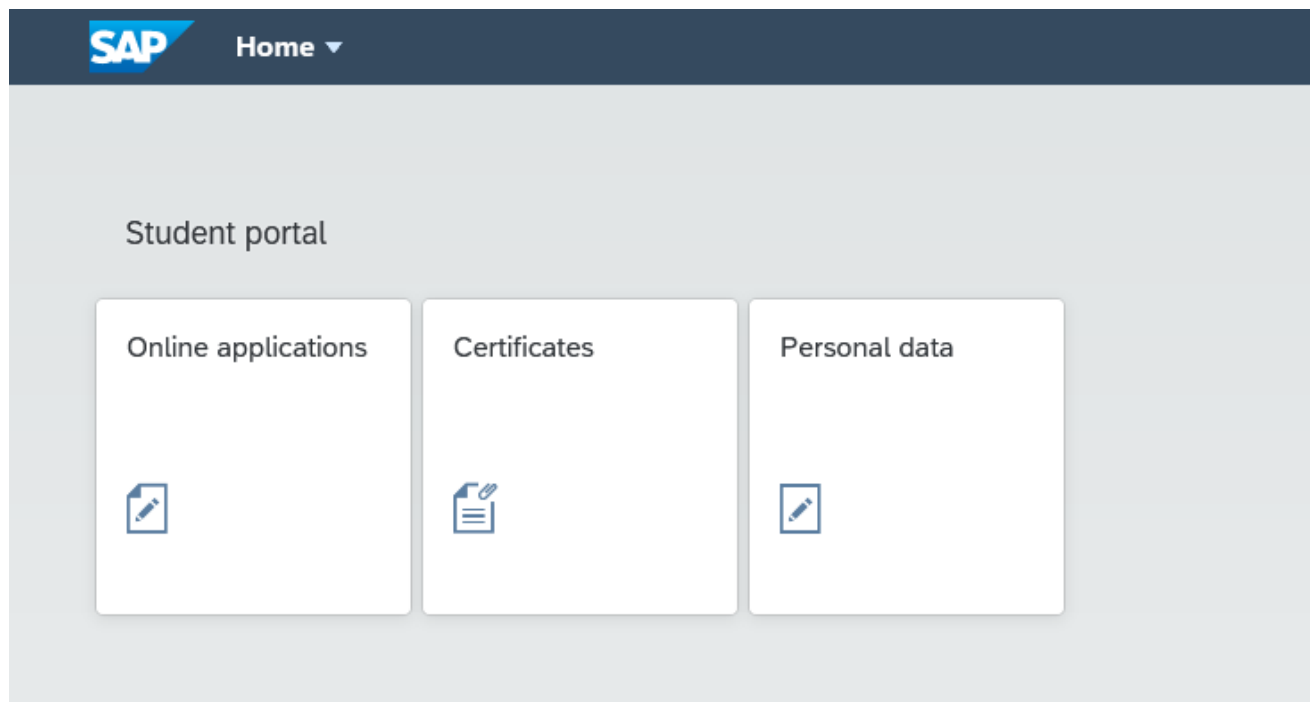 SAP Home
Student portal
Online applications Certificates Personal data